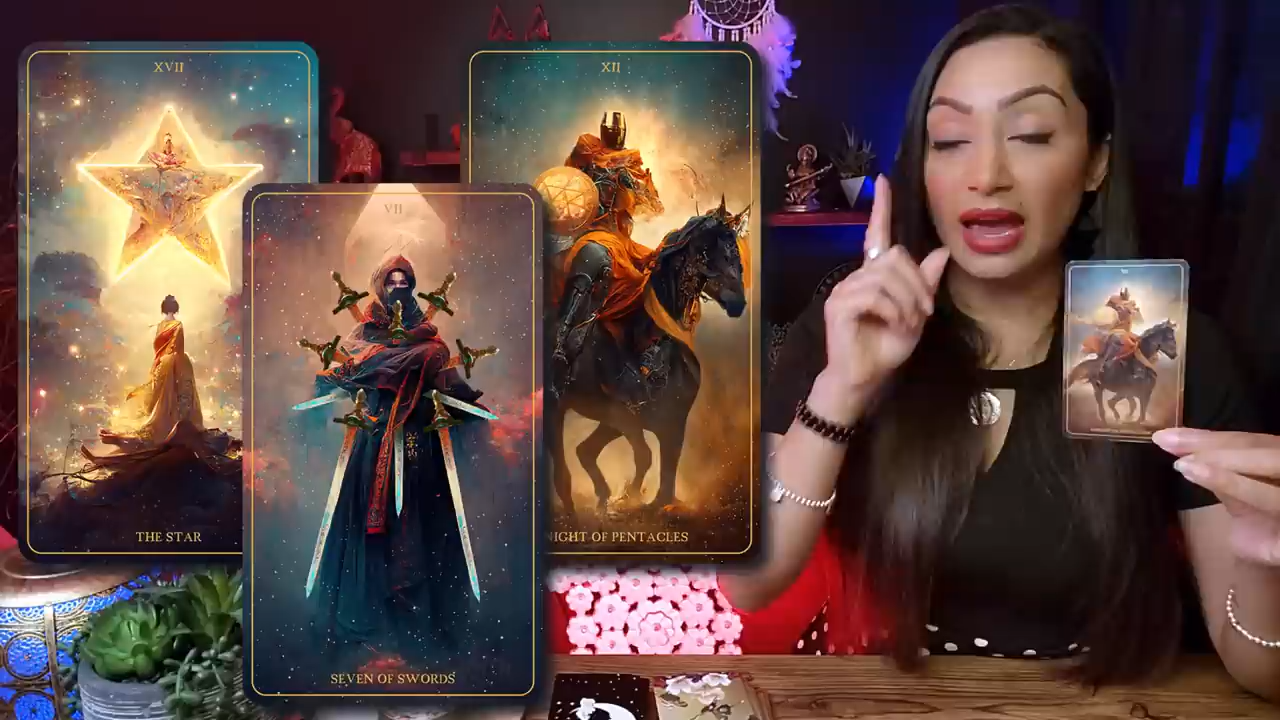 XVII
THE STAR
VII
SEVEN OF SWORDS
XII
NIGHT OF PENTACLES